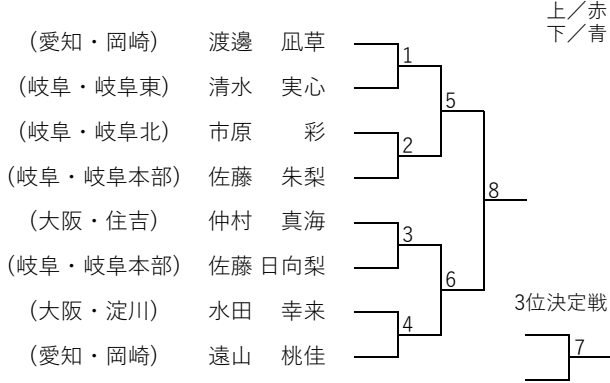 上／赤
下／青
(愛知・岡崎) 渡邊 凪草
(岐阜・岐阜東) 清水 実心
(岐阜・岐阜北) 市原 彩
(岐阜・岐阜本部) 佐藤 朱梨
(大阪・住吉) 仲村 真海
(岐阜・岐阜本部) 佐藤 日向梨
(大阪・淀川) 水田 幸来
(愛知・岡崎) 遠山 桃佳
1
5
2
8
3
6
4
3位決定戦
7